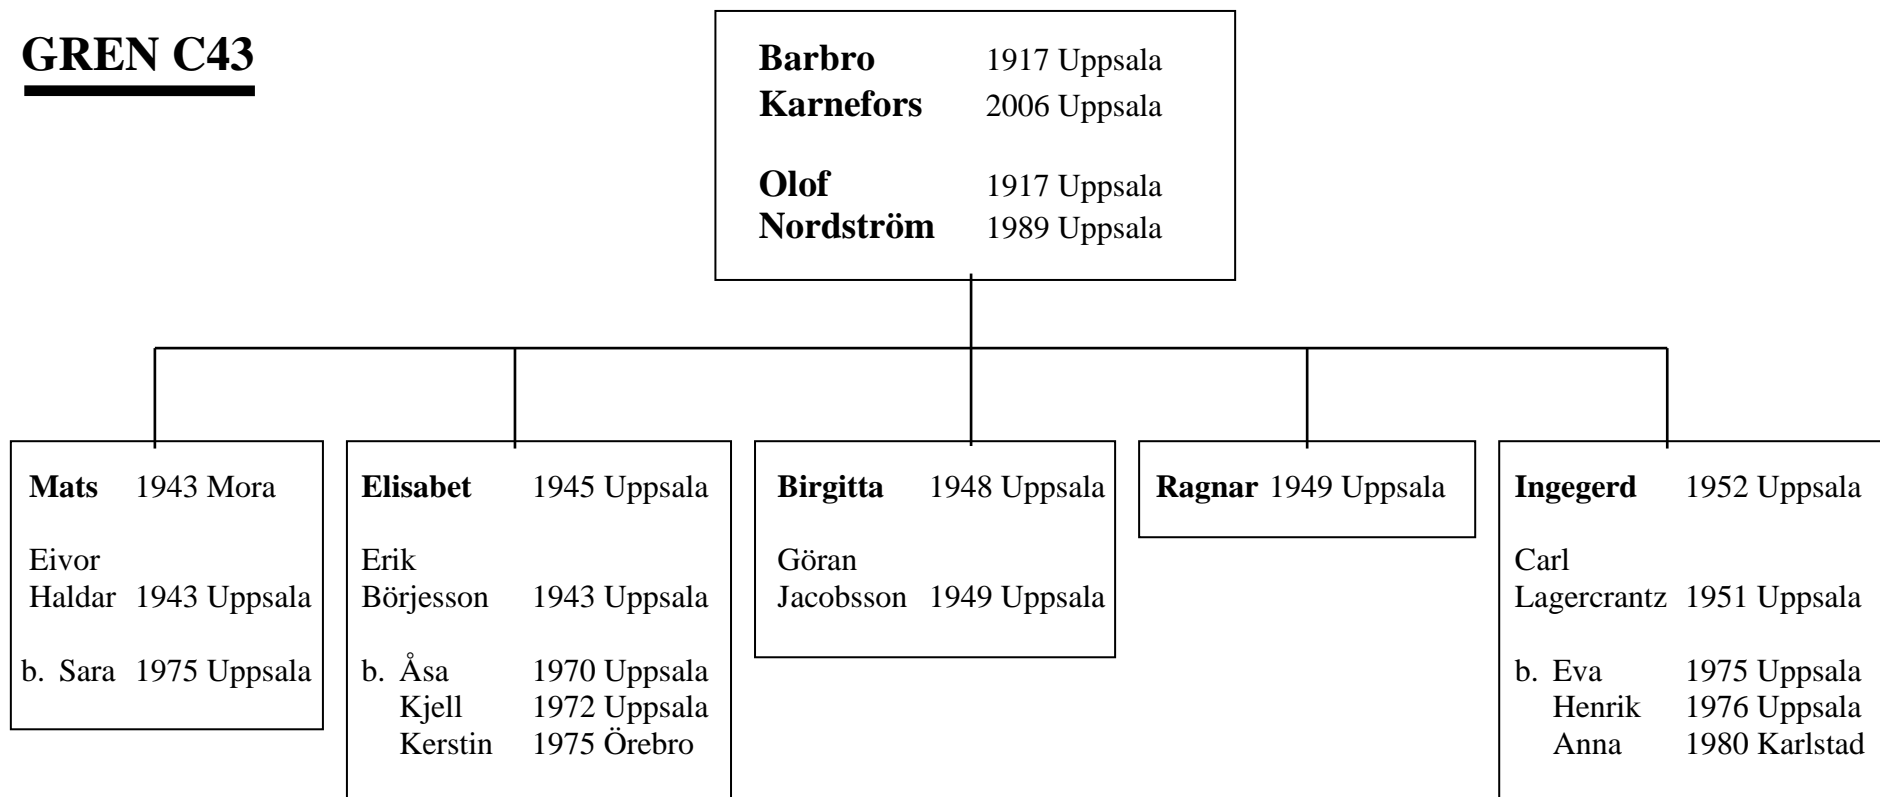 GREN C43
Barbro 1917 Uppsala
Karnefors 2006 Uppsala
Olof 1917 Uppsala
Nordström 1989 Uppsala
Mats 1943 Mora
Eivor
Haldar 1943 Uppsala
b. Sara 1975 Uppsala
Elisabet 1945 Uppsala
Erik
Börjesson 1943 Uppsala
b. Åsa 1970 Uppsala
Kjell 1972 Uppsala
Kerstin 1975 Örebro
Birgitta 1948 Uppsala
Göran
Jacobsson 1949 Uppsala
Ragnar 1949 Uppsala
Ingegerd 1952 Uppsala
Carl
Lagercrantz 1951 Uppsala
b. Eva 1975 Uppsala
Henrik 1976 Uppsala
Anna 1980 Karlstad